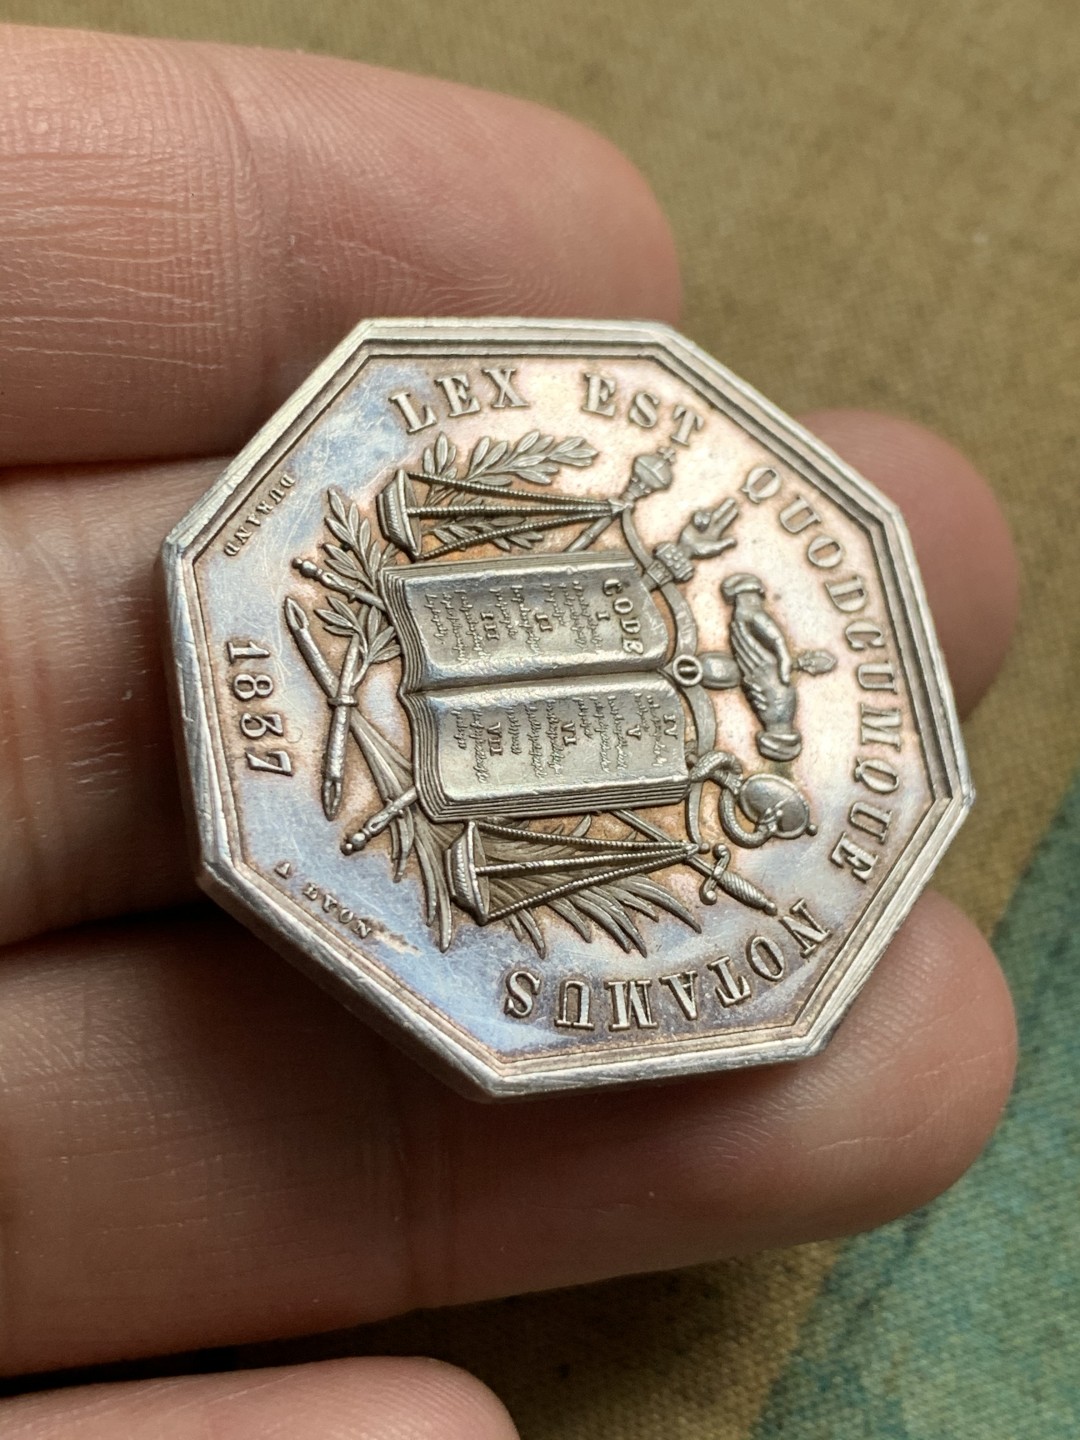 LEX EST QUODCUMQUE NOTAMUS
CODE
I
II
III
IV
V
VI
VII
1837
DURAND
A LYON